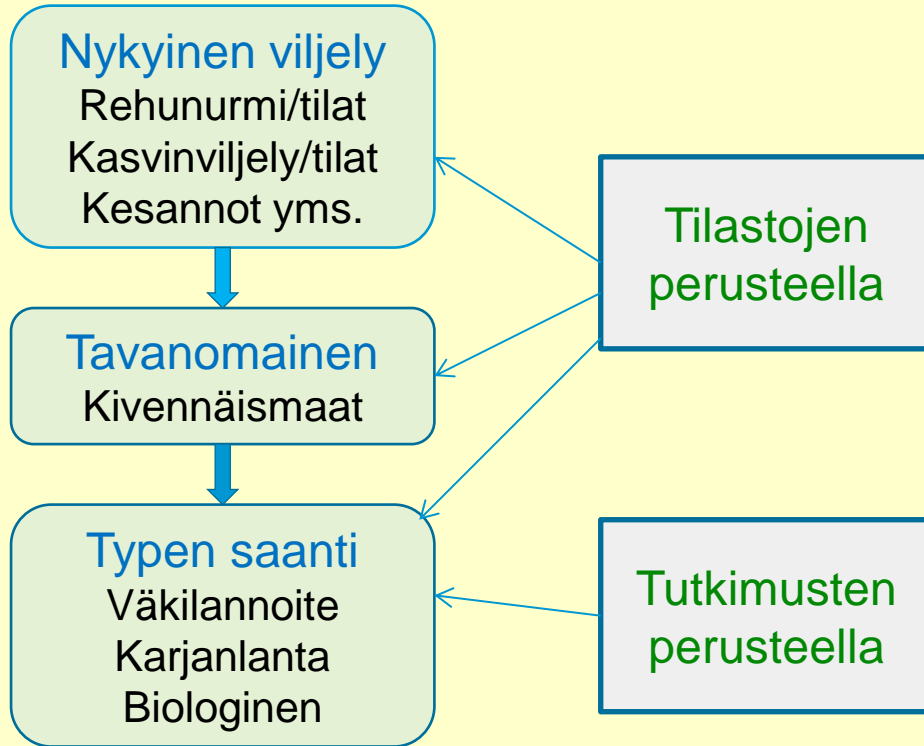 Nykyinen viljely
Rehunurmi/tilat
Kasvinviljely/tilat
Kesannot yms.
Tavanomainen
Kivennäismaat
Typen saanti
Väkilannoite
Karjanlanta
Biologinen
Tilastojen
perusteella
Tutkimusten
perusteella